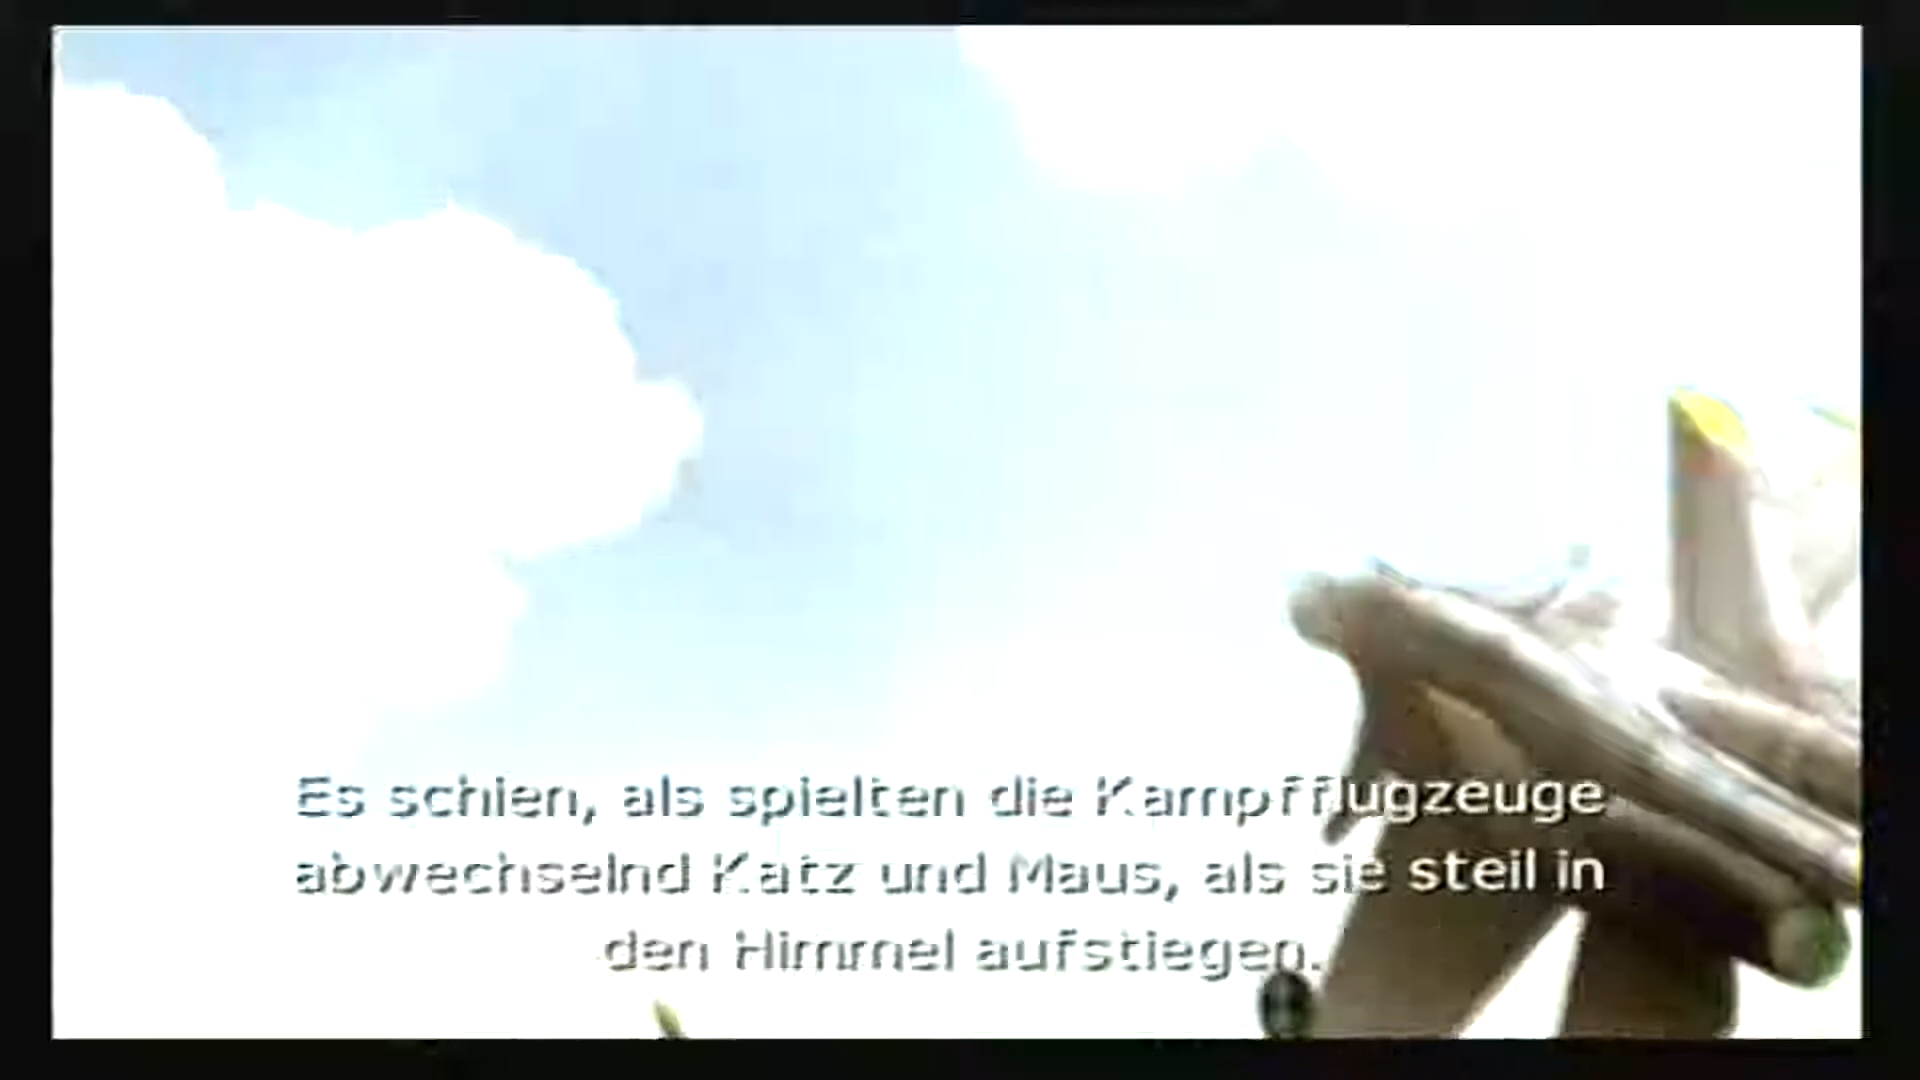 Es schien, als spielten die Kampfflugzeuge
abwechselnd Katz und Maus, als sie steil in
den Himmel aufstiegen.